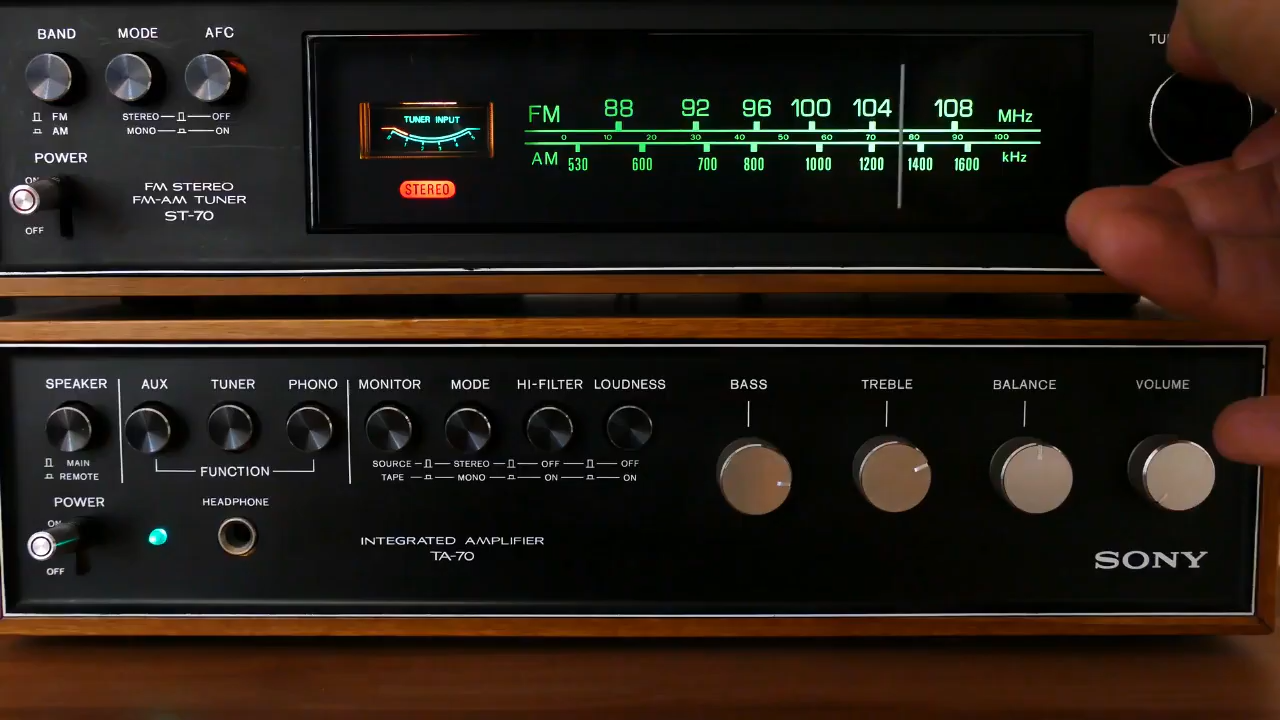 BAND MODE AFC
FM STEREO OFF
AM MONO ON
POWER
ON
OFF
FM STEREO
FM-AM TUNER
ST-70
TUNER INPUT
STEREO
FM 88 92 96 100 104 108 MHz
0 10 20 30 40 50 60 70 80 90 100
AM 530 600 700 800 1000 1200 1400 1600 kHz
SPEAKER AUX TUNER PHONO MONITOR MODE HI-FILTER LOUDNESS BASS TREBLE BALANCE VOLUME
MAIN SOURCE STEREO OFF OFF
REMOTE FUNCTION TAPE MONO ON ON
POWER HEADPHONE
ON
OFF
INTEGRATED AMPLIFIER
TA-70
SONY